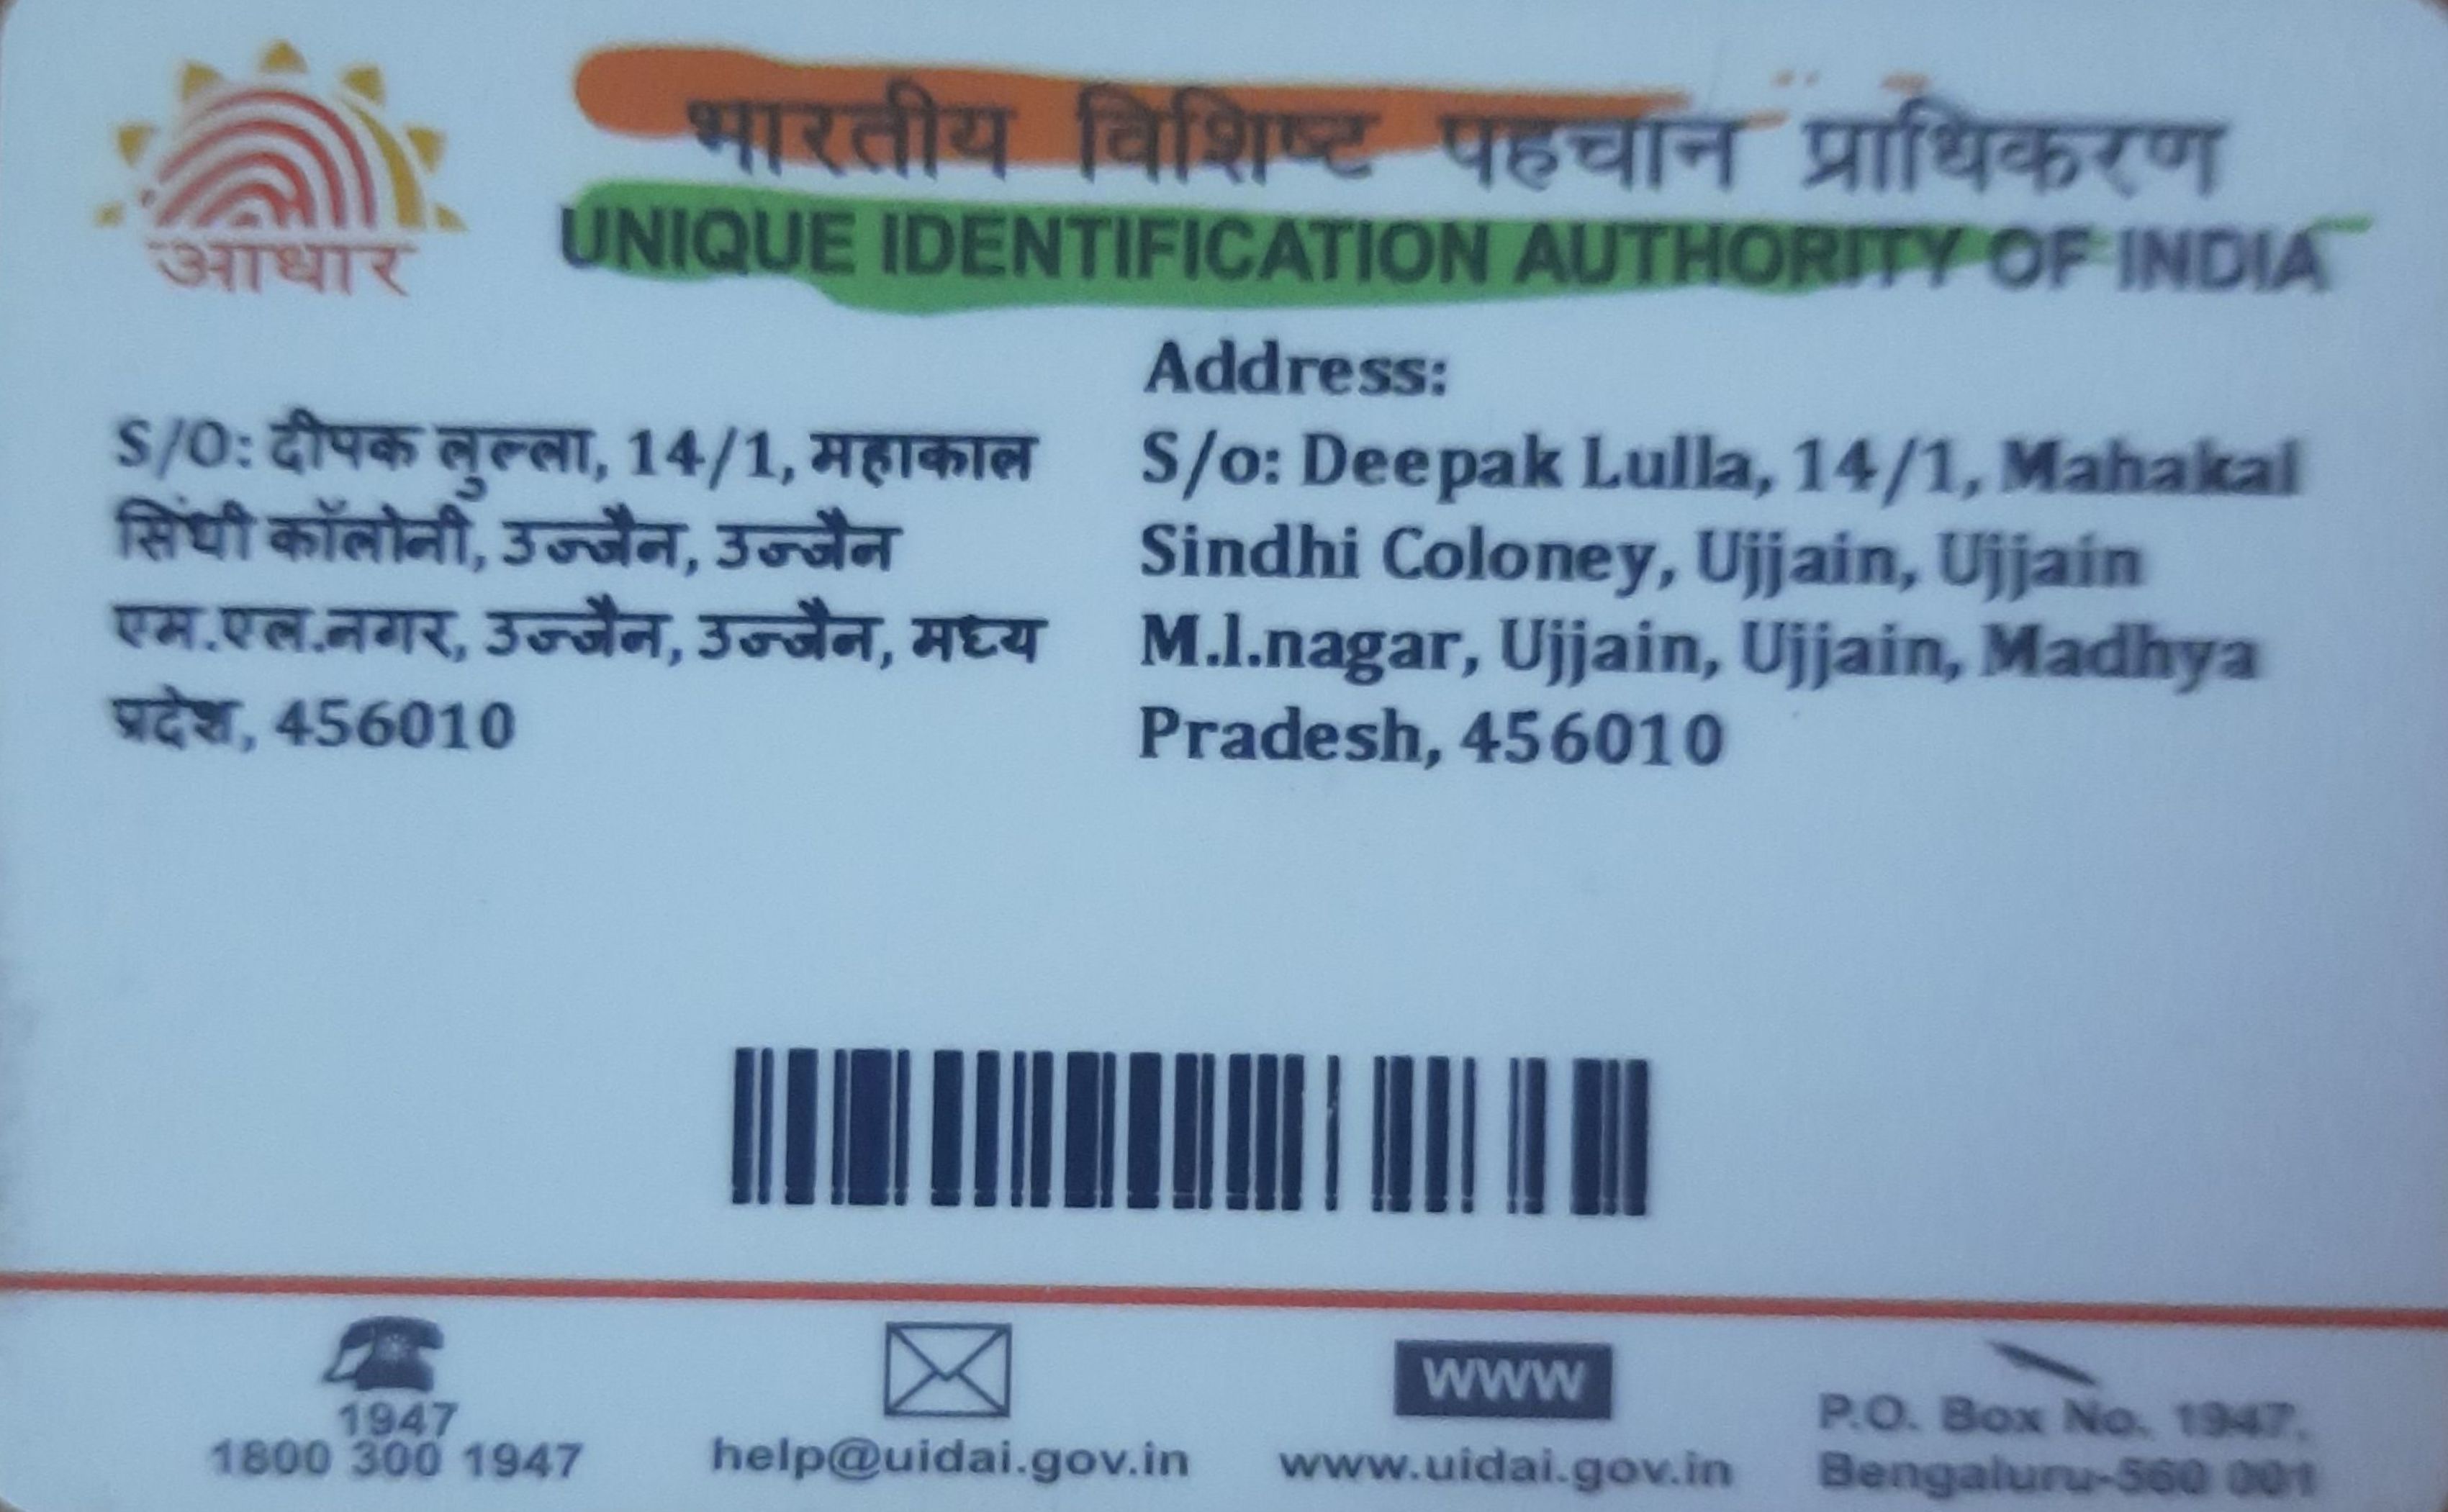 भारतीय विशिष्ट पहचान प्राधिकरण
UNIQUE IDENTIFICATION AUTHORITY OF INDIA
आधार
S/O: दीपक लुल्ला, 14/1, महाकाल
सिंधी कॉलोनी, उज्जैन, उज्जैन
एम.एल.नगर, उज्जैन, उज्जैन, मध्य
प्रदेश, 456010
Address:
S/o: Deepak Lulla, 14/1, Mahakal
Sindhi Coloney, Ujjain, Ujjain
M.l.nagar, Ujjain, Ujjain, Madhya
Pradesh, 456010
1947
1800 300 1947
help@uidai.gov.in
WWW
www.uidai.gov.in
P.O. Box No. 1947,
Bengaluru-560 001